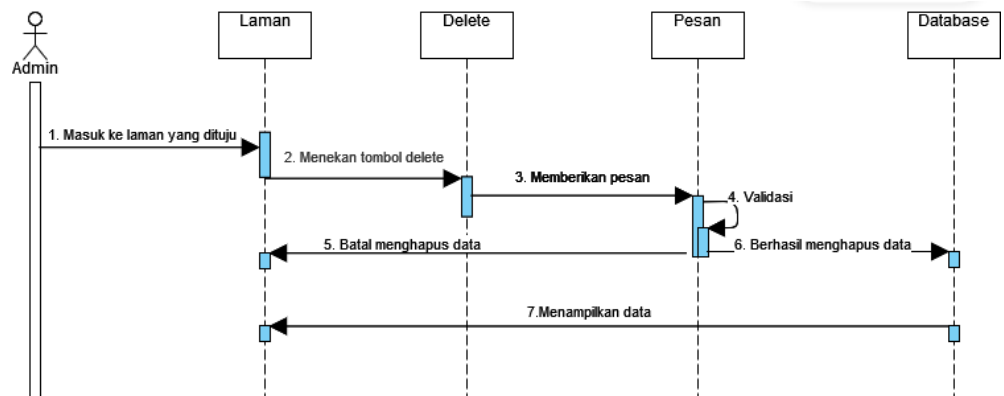 Laman
Delete
Pesan
Database
Admin
1. Masuk ke laman yang dituju
2. Menekan tombol delete
3. Memberikan pesan
4. Validasi
5. Batal menghapus data
6. Berhasil menghapus data
7.Menampilkan data